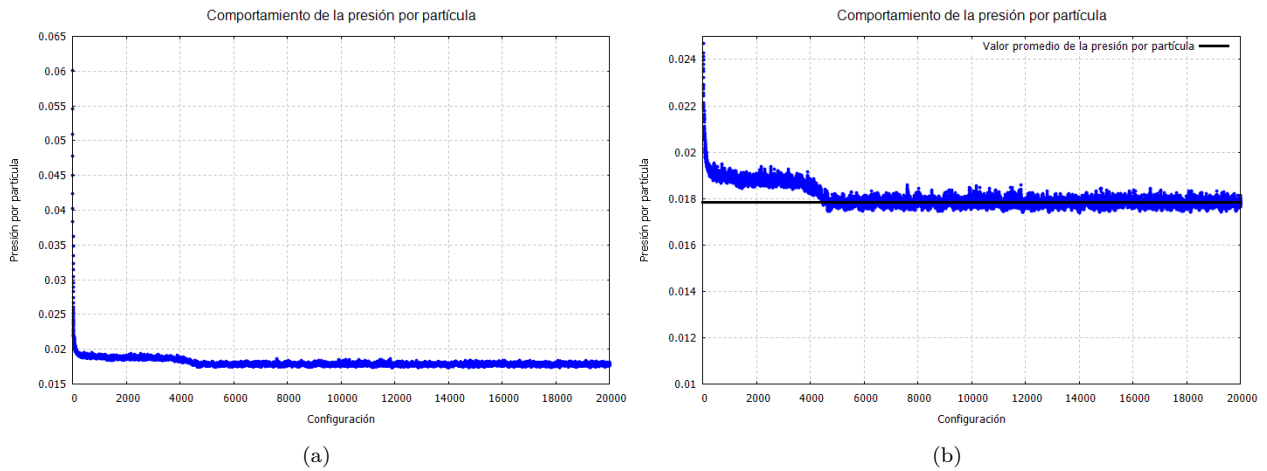 Comportamiento de la presión por partícula
0.065
0.06
0.055
0.05
0.045
0.04
0.035
0.03
0.025
0.02
0.015
0 2000 4000 6000 8000 10000 12000 14000 16000 18000 20000
Presión por partícula
Configuración
(a)
Comportamiento de la presión por partícula
Valor promedio de la presión por partícula
0.024
0.022
0.02
0.018
0.016
0.014
0.012
0.01
0 2000 4000 6000 8000 10000 12000 14000 16000 18000 20000
Presión por partícula
Configuración
(b)